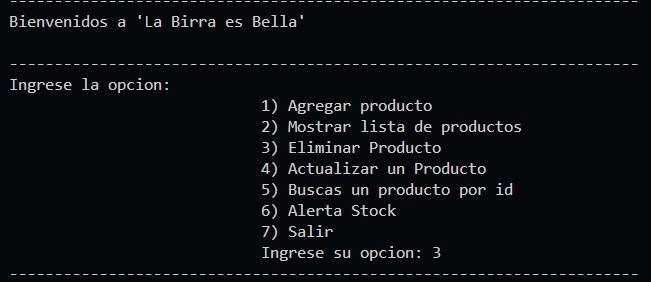 -----------------------------------------------------------------------
Bienvenidos a 'La Birra es Bella'
-----------------------------------------------------------------------
Ingrese la opcion:
1) Agregar producto
2) Mostrar lista de productos
3) Eliminar Producto
4) Actualizar un Producto
5) Buscas un producto por id
6) Alerta Stock
7) Salir
Ingrese su opcion: 3
-----------------------------------------------------------------------